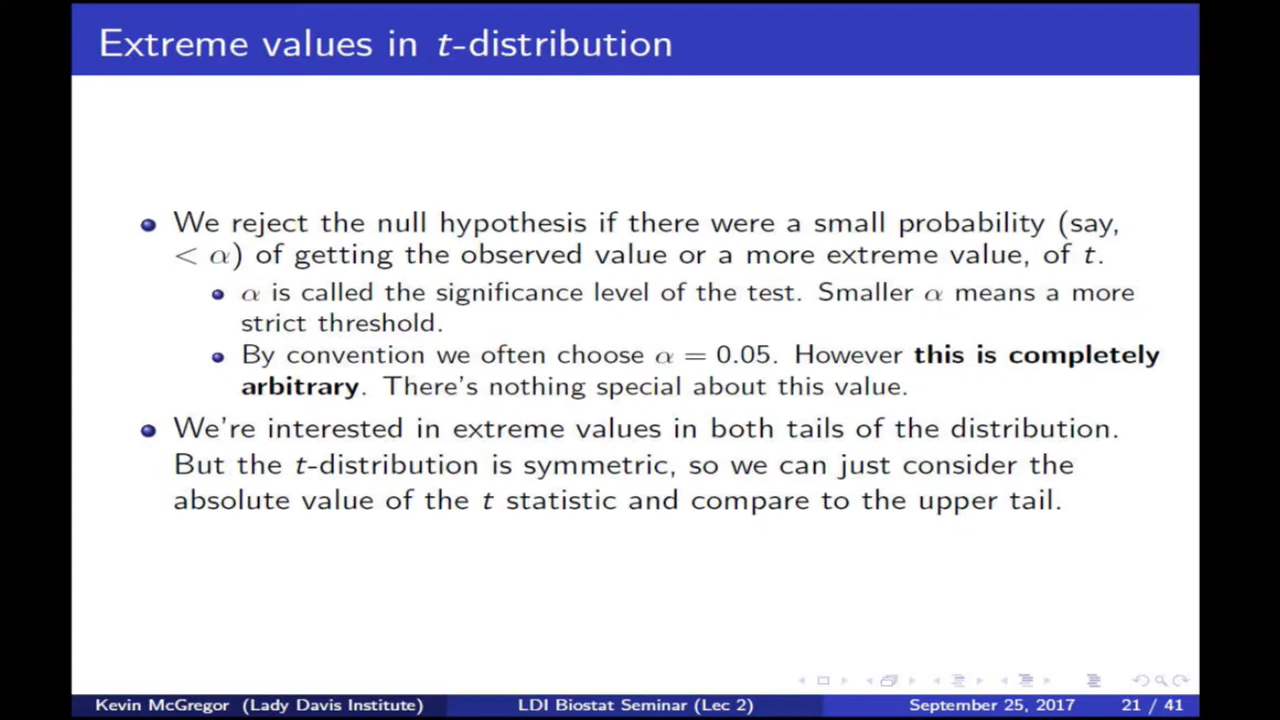 Extreme values in t-distribution
We reject the null hypothesis if there were a small probability (say,
< α) of getting the observed value or a more extreme value, of t.
α is called the significance level of the test. Smaller α means a more
strict threshold.
By convention we often choose α = 0.05. However this is completely
arbitrary. There's nothing special about this value.
We're interested in extreme values in both tails of the distribution.
But the t-distribution is symmetric, so we can just consider the
absolute value of the t statistic and compare to the upper tail.
Kevin McGregor (Lady Davis Institute) LDI Biostat Seminar (Lec 2) September 25, 2017 21 / 41